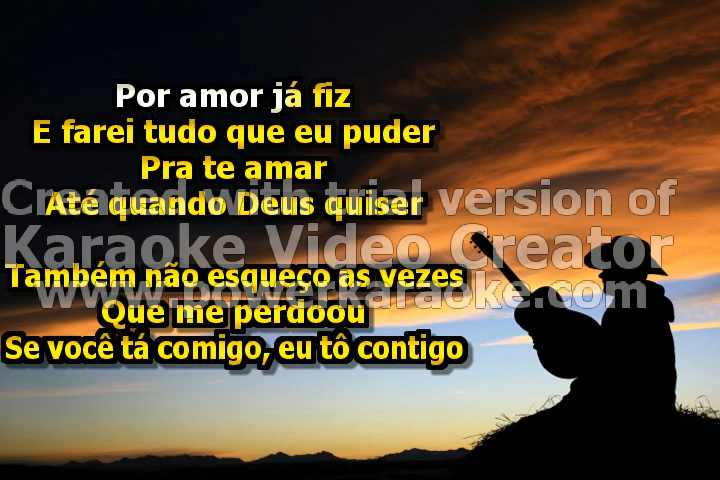 Por amor já fiz
E farei tudo que eu puder
Pra te amar
Created with trial version of
Até quando Deus quiser
Karaoke Video Creator
Também não esqueço as vezes
www.powerkaraoke.com
Que me perdoou
Se você tá comigo, eu tô contigo